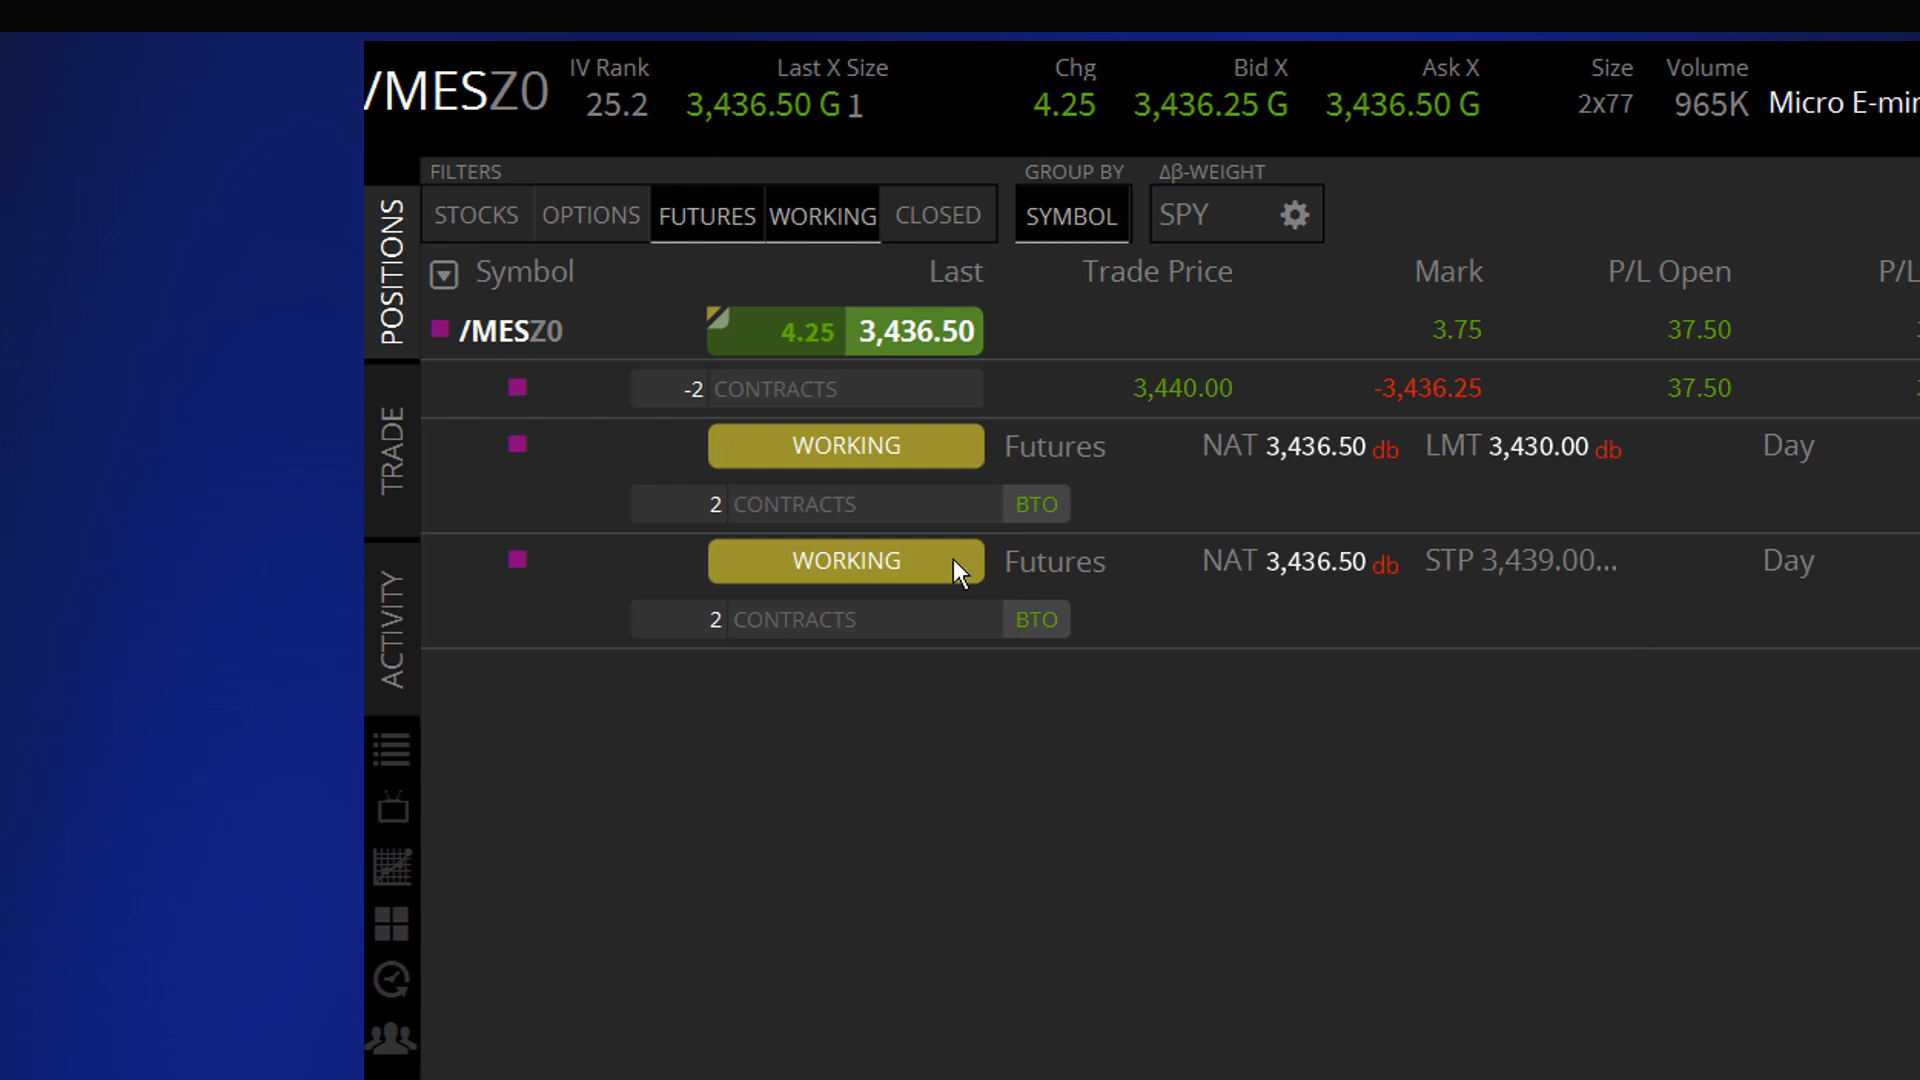 /MESZ0 IV Rank Last X Size Chg Bid X Ask X Size Volume
25.2 3,436.50 G 1 4.25 3,436.25 G 3,436.50 G 2x77 965K Micro E-min
FILTERS GROUP BY Δβ-WEIGHT
STOCKS OPTIONS FUTURES WORKING CLOSED SYMBOL SPY
POSITIONS
Symbol Last Trade Price Mark P/L Open P/L
/MESZ0 4.25 3,436.50 3.75 37.50
-2 CONTRACTS 3,440.00 -3,436.25 37.50
TRADE
WORKING Futures NAT 3,436.50 db LMT 3,430.00 db Day
2 CONTRACTS BTO
ACTIVITY
WORKING Futures NAT 3,436.50 db STP 3,439.00... Day
2 CONTRACTS BTO